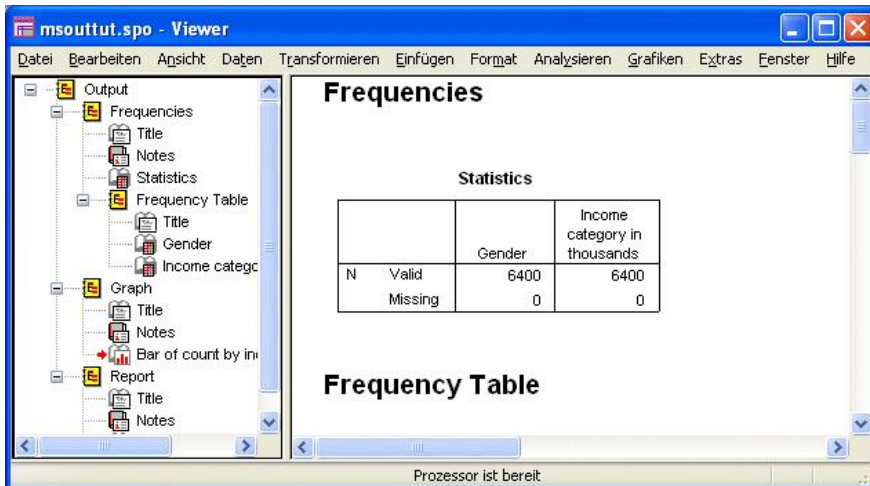 msouttut.spo - Viewer
Datei Bearbeiten Ansicht Daten Transformieren Einfügen Format Analysieren Grafiken Extras Fenster Hilfe
Output
Frequencies
Title
Notes
Statistics
Frequency Table
Title
Gender
Income catego
Graph
Title
Notes
Bar of count by in
Report
Title
Notes
Frequencies
Statistics
Gender
Income category in thousands
N Valid 6400 6400
Missing 0 0
Frequency Table
Prozessor ist bereit